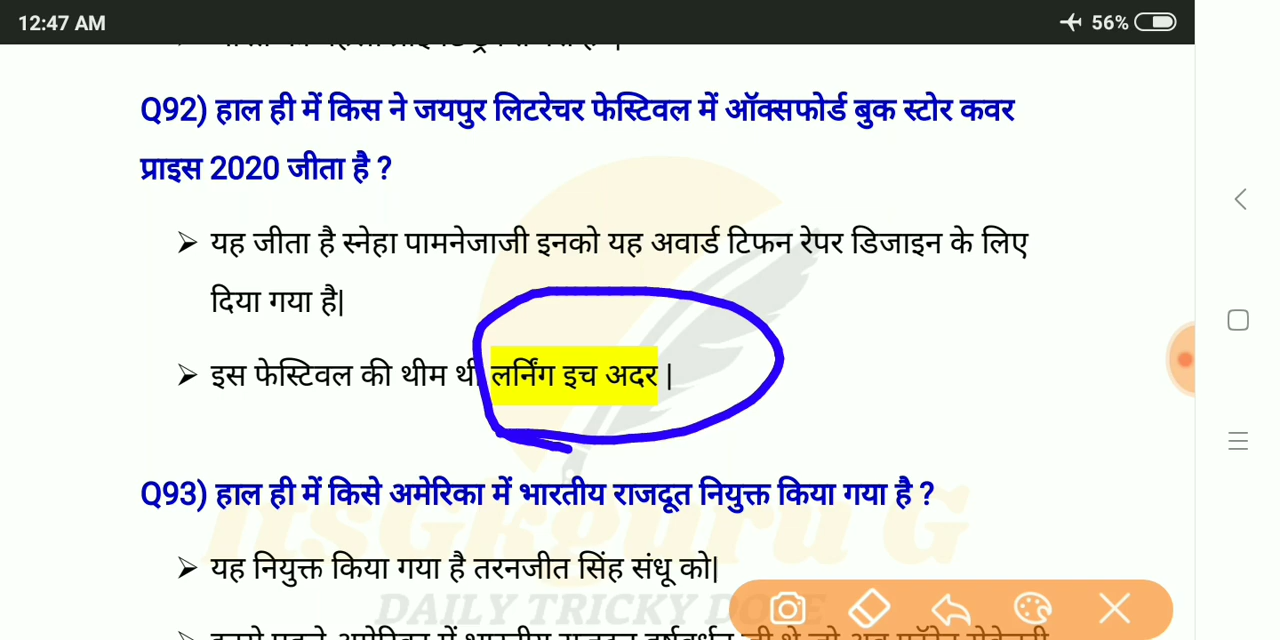 12:47 AM 56%
Q92) हाल ही में किस ने जयपुर लिटरेचर फेस्टिवल में ऑक्सफोर्ड बुक स्टोर कवर
प्राइस 2020 जीता है ?
➢ यह जीता है स्नेहा पामनेजाजी इनको यह अवार्ड टिफन रेपर डिजाइन के लिए
दिया गया है|
➢ इस फेस्टिवल की थीम थी लर्निंग इच अदर |
Q93) हाल ही में किसे अमेरिका में भारतीय राजदूत नियुक्त किया गया है ?
➢ यह नियुक्त किया गया है तरनजीत सिंह संधू को|
ItsGkguru G
DAILY TRICKY DOSE